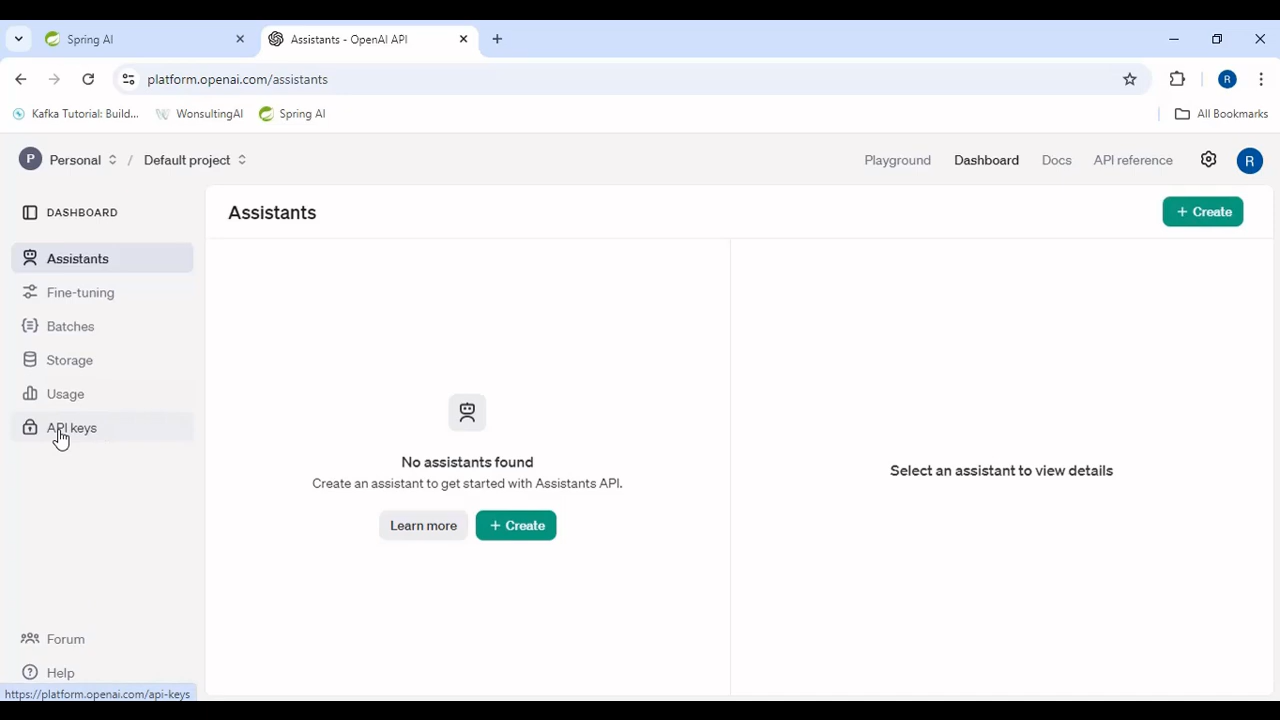 Spring AI
Assistants - OpenAI API
platform.openai.com/assistants
R
Kafka Tutorial: Build...
WonsultingAI
Spring AI
All Bookmarks
P Personal / Default project
Playground
Dashboard
Docs
API reference
R
DASHBOARD
Assistants
Fine-tuning
Batches
Storage
Usage
API keys
Forum
Help
https://platform.openai.com/api-keys
Assistants
+ Create
No assistants found
Create an assistant to get started with Assistants API.
Learn more
+ Create
Select an assistant to view details